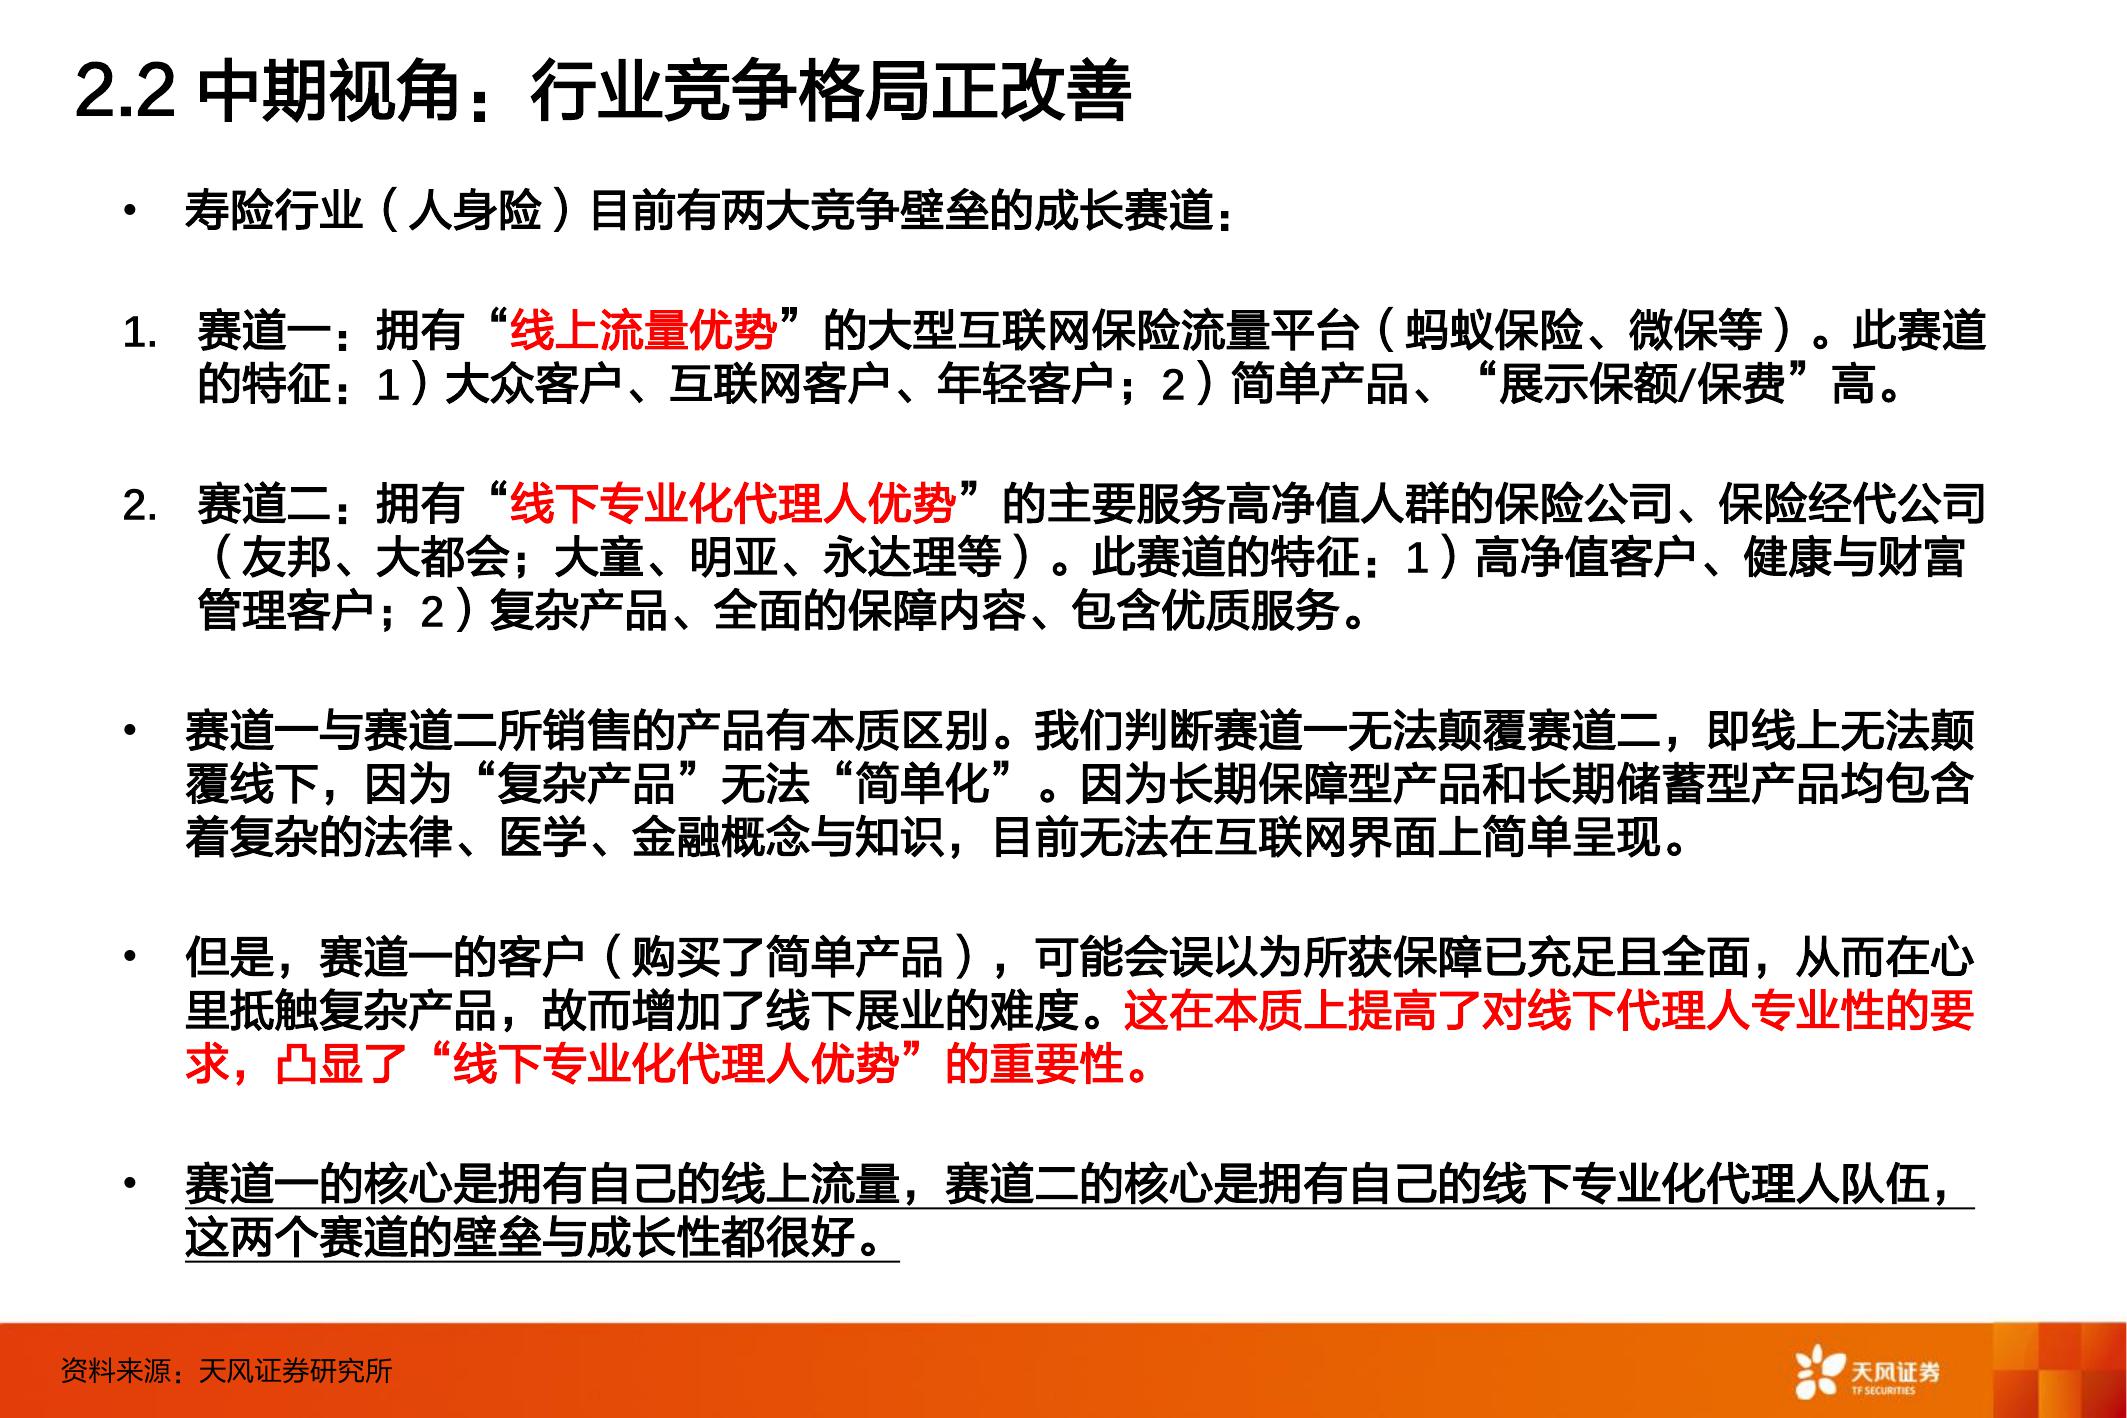 2.2 中期视角：行业竞争格局正改善
• 寿险行业（人身险）目前有两大竞争壁垒的成长赛道：
1. 赛道一：拥有“线上流量优势”的大型互联网保险流量平台（蚂蚁保险、微保等）。此赛道
的特征：1）大众客户、互联网客户、年轻客户；2）简单产品、“展示保额/保费”高。
2. 赛道二：拥有“线下专业化代理人优势”的主要服务高净值人群的保险公司、保险经代公司
（友邦、大都会；大童、明亚、永达理等）。此赛道的特征：1）高净值客户、健康与财富
管理客户；2）复杂产品、全面的保障内容、包含优质服务。
• 赛道一与赛道二所销售的产品有本质区别。我们判断赛道一无法颠覆赛道二，即线上无法颠
覆线下，因为“复杂产品”无法“简单化”。因为长期保障型产品和长期储蓄型产品均包含
着复杂的法律、医学、金融概念与知识，目前无法在互联网界面上简单呈现。
• 但是，赛道一的客户（购买了简单产品），可能会误以为所获保障已充足且全面，从而在心
里抵触复杂产品，故而增加了线下展业的难度。这在本质上提高了对线下代理人专业性的要
求，凸显了“线下专业化代理人优势”的重要性。
• 赛道一的核心是拥有自己的线上流量，赛道二的核心是拥有自己的线下专业化代理人队伍，
这两个赛道的壁垒与成长性都很好。
资料来源：天风证券研究所
天风证券
TF SECURITIES